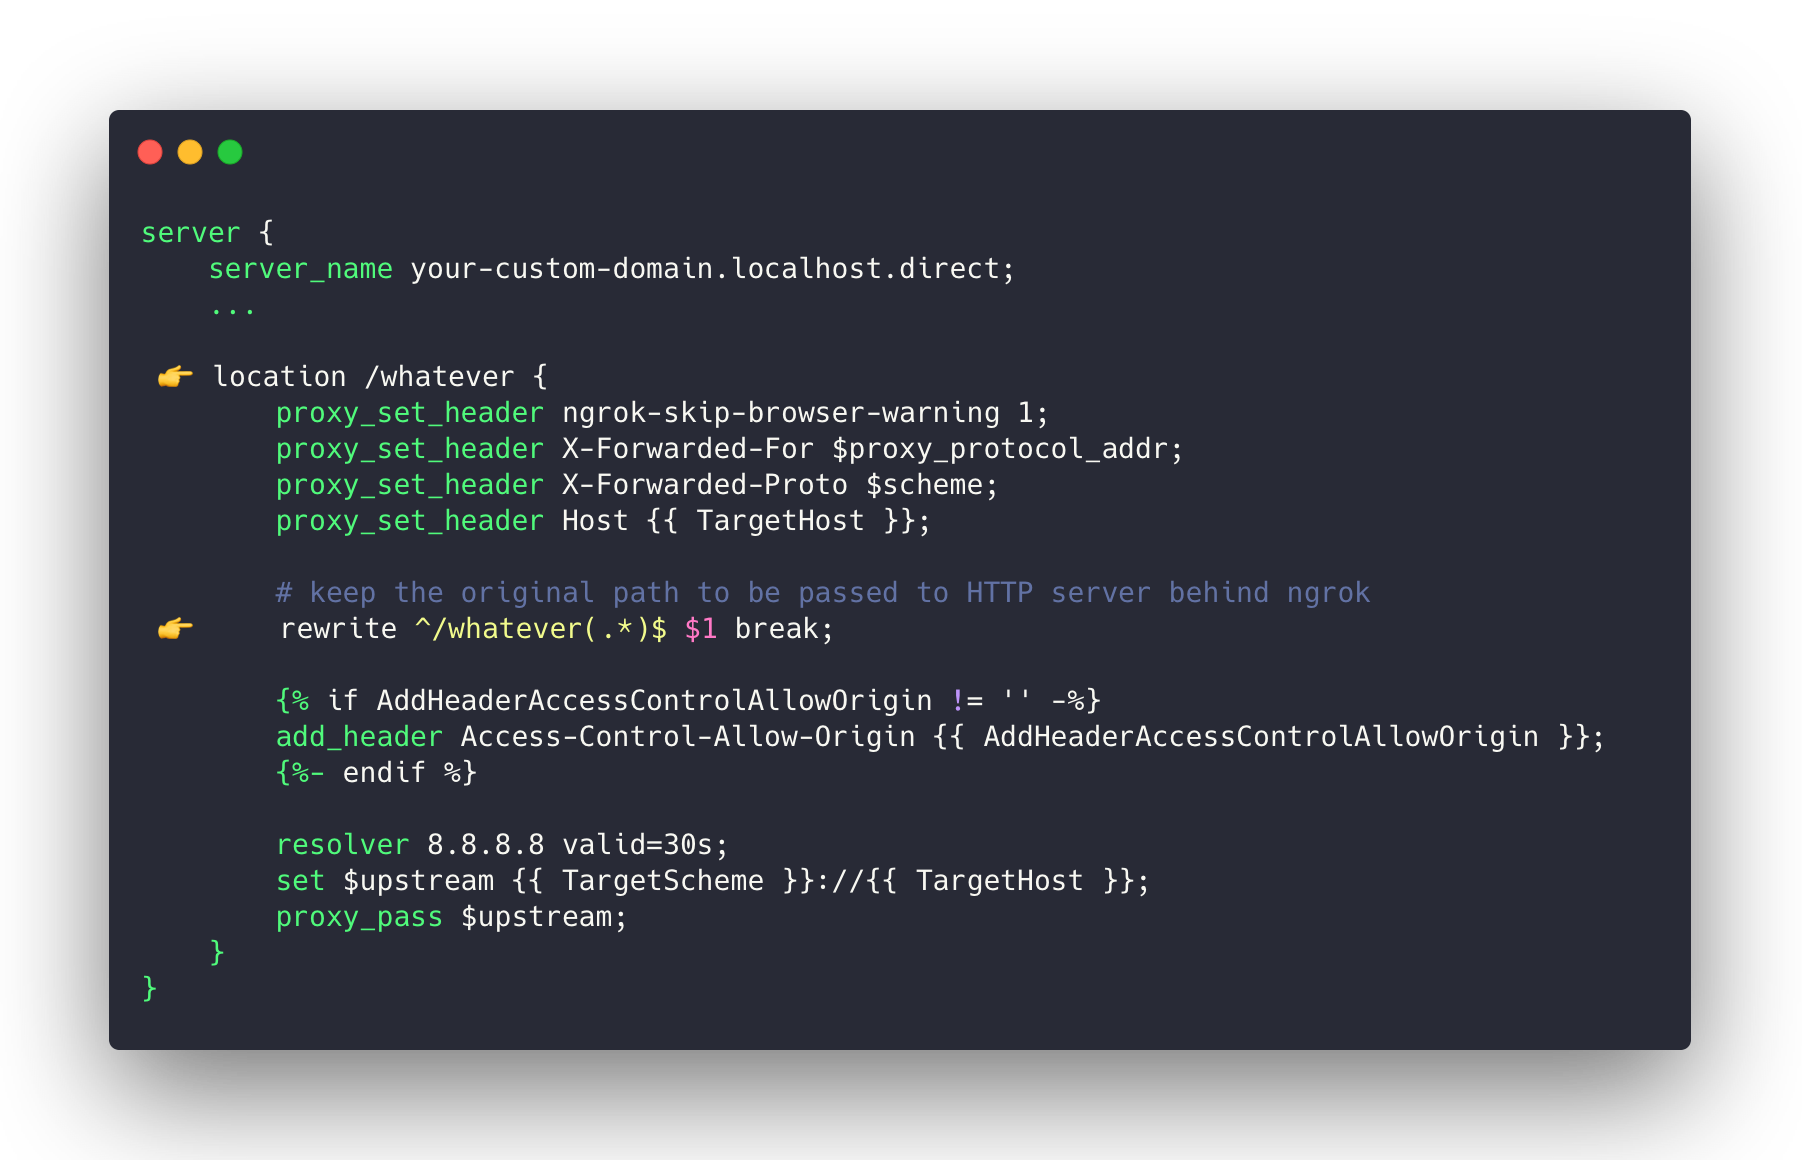 server {
    server_name your-custom-domain.localhost.direct;
    ...
👉 location /whatever {
        proxy_set_header ngrok-skip-browser-warning 1;
        proxy_set_header X-Forwarded-For $proxy_protocol_addr;
        proxy_set_header X-Forwarded-Proto $scheme;
        proxy_set_header Host {{ TargetHost }};
        # keep the original path to be passed to HTTP server behind ngrok
👉     rewrite ^/whatever(.*)$ $1 break;
        {% if AddHeaderAccessControlAllowOrigin != '' -%}
        add_header Access-Control-Allow-Origin {{ AddHeaderAccessControlAllowOrigin }};
        {%- endif %}
        resolver 8.8.8.8 valid=30s;
        set $upstream {{ TargetScheme }}://{{ TargetHost }};
        proxy_pass $upstream;
    }
}